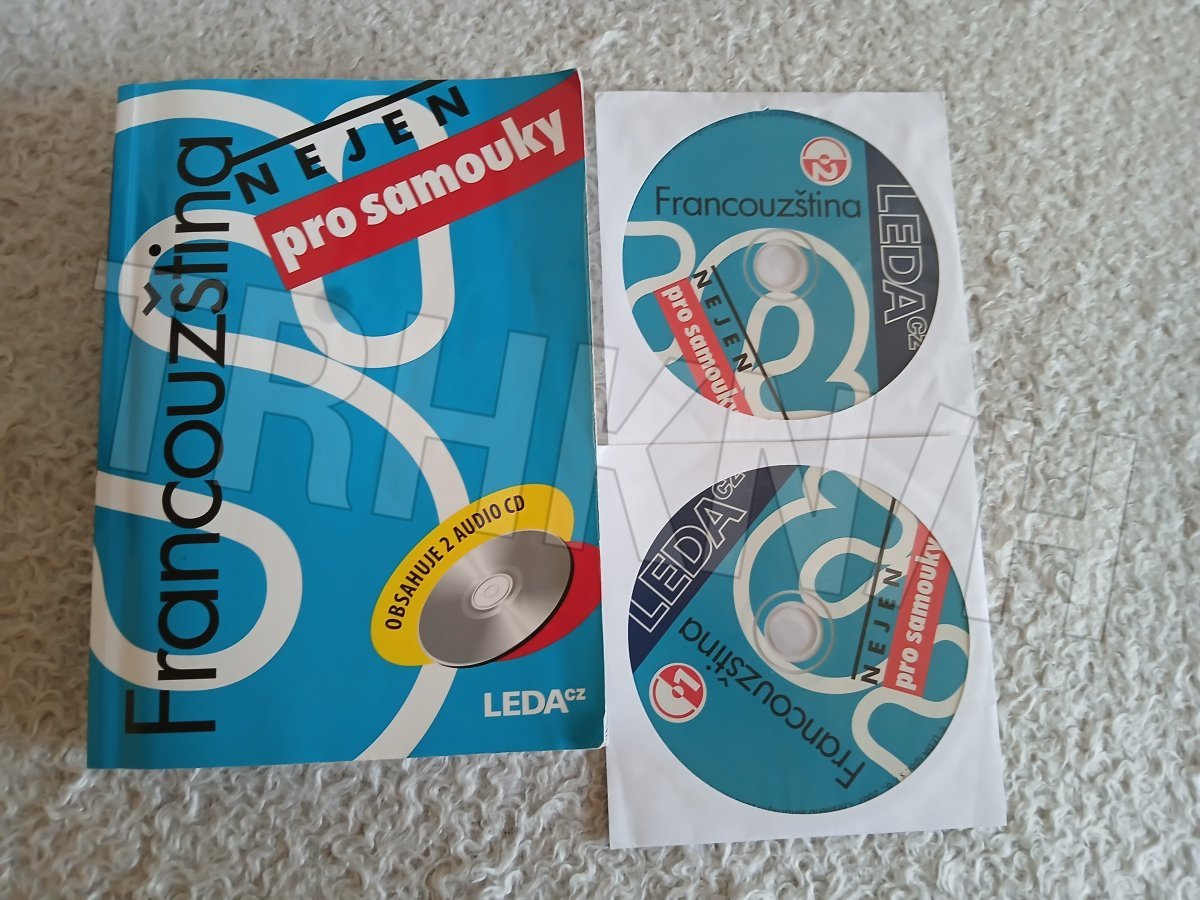 Francouzština
NEJEN
pro samouky
OBSAHUJE 2 AUDIO CD
LEDA cz
2
Francouzština
LEDA cz
NEJEN
pro samouky
LEDA cz
NEJEN
pro samouky
Francouzština
1
TRHKNIH